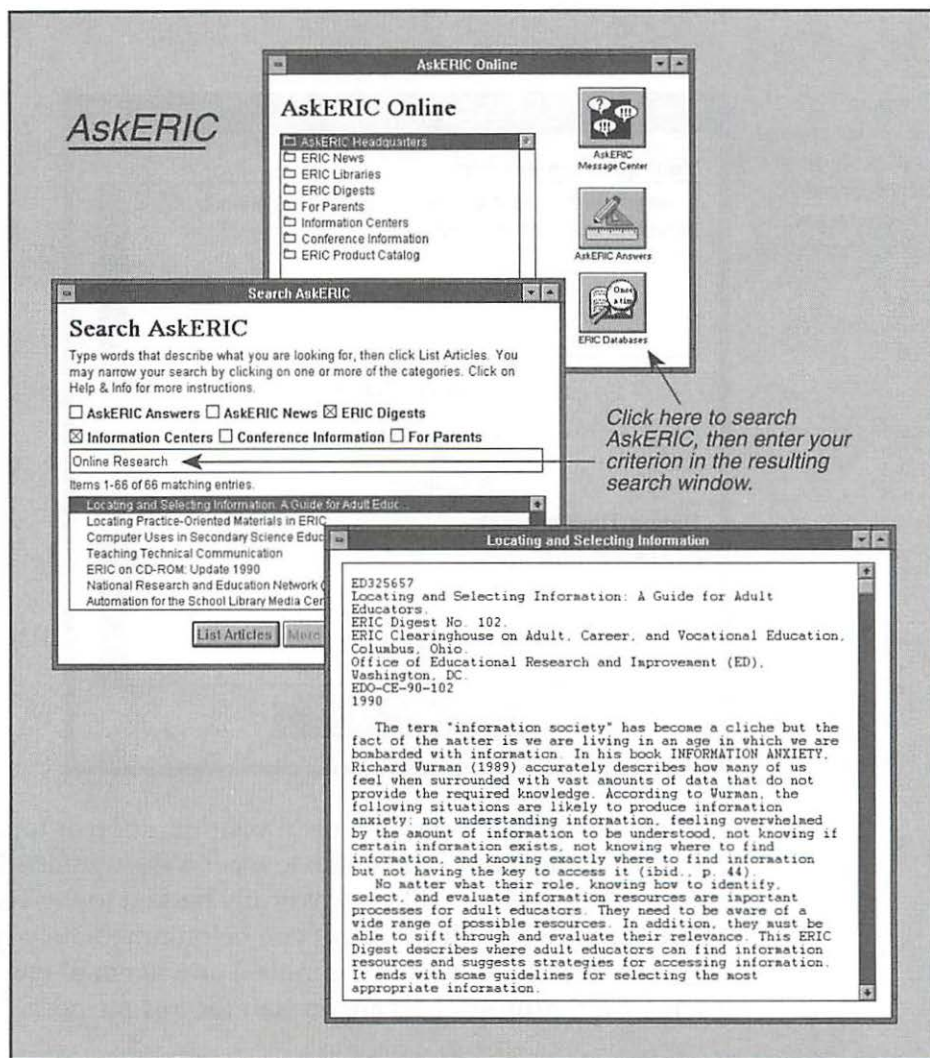 AskERIC
AskERIC Online
AskERIC Online
AskERIC Headquarters
ERIC News
ERIC Libraries
ERIC Digests
For Parents
Information Centers
Conference Information
ERIC Product Catalog
AskERIC
Message Center
AskERIC Answers
Once
a tim
ERIC Databases
Click here to search
AskERIC, then enter your
criterion in the resulting
search window.
Search AskERIC
Search AskERIC
Type words that describe what you are looking for, then click List Articles. You
may narrow your search by clicking on one or more of the categories. Click on
Help & Info for more instructions.
AskERIC Answers AskERIC News ERIC Digests
Information Centers Conference Information For Parents
Online Research
Items 1-66 of 66 matching entries.
Locating and Selecting Information: A Guide for Adult Educ...
Locating Practice-Oriented Materials in ERIC
Computer Uses in Secondary Science Educ
Teaching Technical Communication
ERIC on CD-ROM: Update 1990
National Research and Education Network
Automation for the School Library Media Cen
List Articles More
Locating and Selecting Information
ED325657
Locating and Selecting Information: A Guide for Adult
Educators.
ERIC Digest No. 102.
ERIC Clearinghouse on Adult, Career, and Vocational Education,
Columbus, Ohio.
Office of Educational Research and Improvement (ED),
Washington, DC.
EDO-CE-90-102
1990
The term "information society" has become a cliche but the
fact of the matter is we are living in an age in which we are
bombarded with information. In his book INFORMATION ANXIETY,
Richard Wurman (1989) accurately describes how many of us
feel when surrounded with vast amounts of data that do not
provide the required knowledge. According to Wurman, the
following situations are likely to produce information
anxiety: not understanding information, feeling overwhelmed
by the amount of information to be understood, not knowing if
certain information exists, not knowing where to find
information, and knowing exactly where to find information
but not having the key to access it (ibid., p. 44).
No matter what their role, knowing how to identify,
select, and evaluate information resources are important
processes for adult educators. They need to be aware of a
wide range of possible resources. In addition, they must be
able to sift through and evaluate their relevance. This ERIC
Digest describes where adult educators can find information
resources and suggests strategies for accessing information.
It ends with some guidelines for selecting the most
appropriate information.